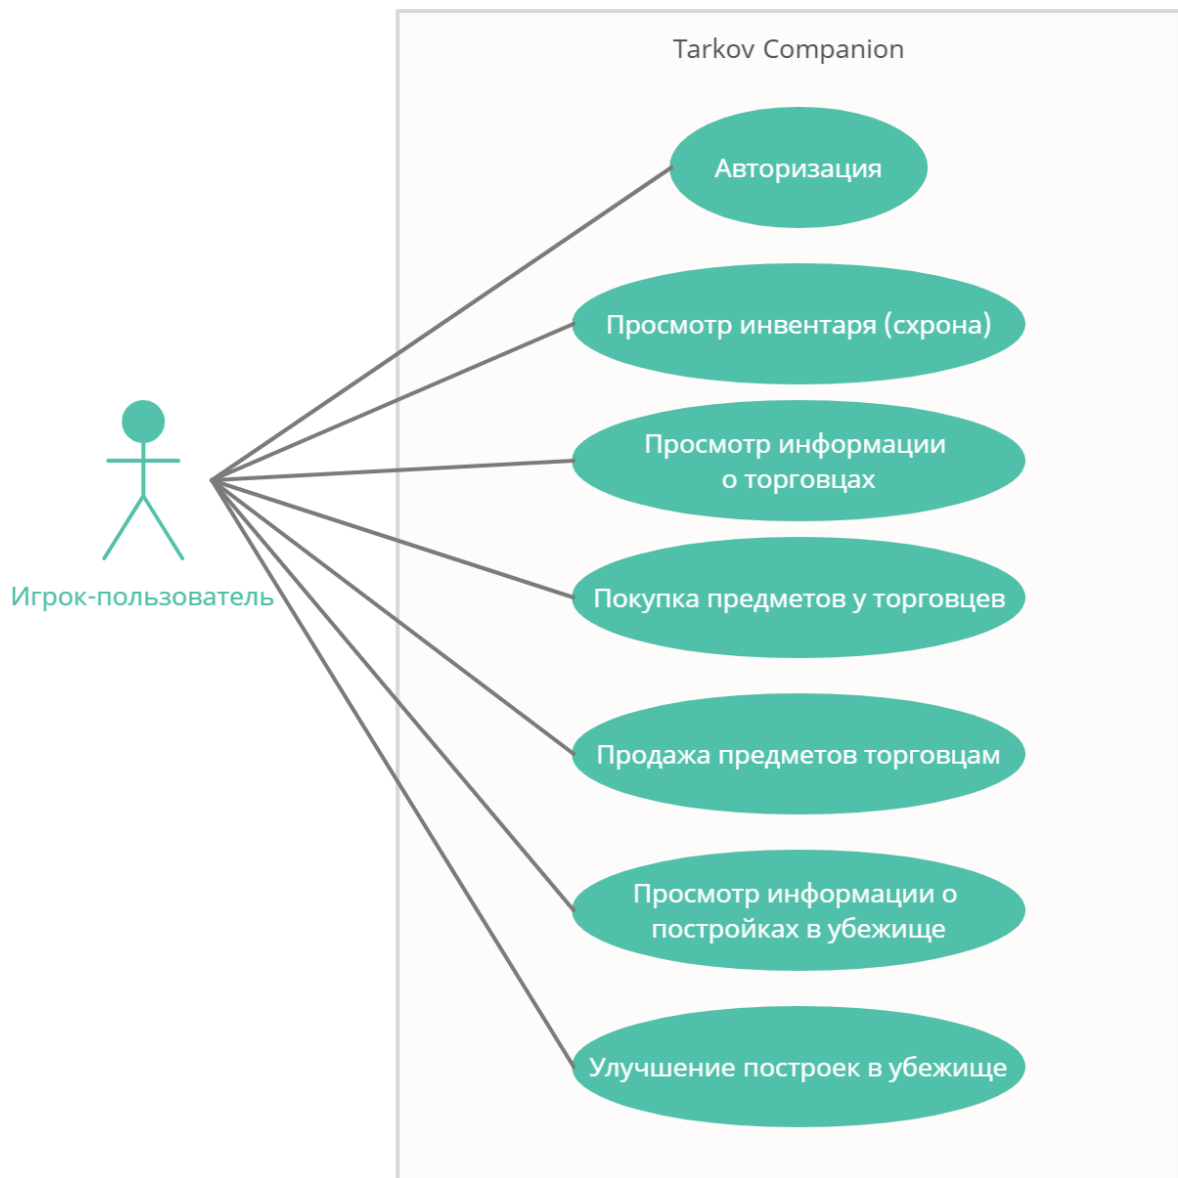 Tarkov Companion
Авторизация
Просмотр инвентаря (схрона)
Просмотр информации
о торговцах
Игрок-пользователь
Покупка предметов у торговцев
Продажа предметов торговцам
Просмотр информации о
постройках в убежище
Улучшение построек в убежище